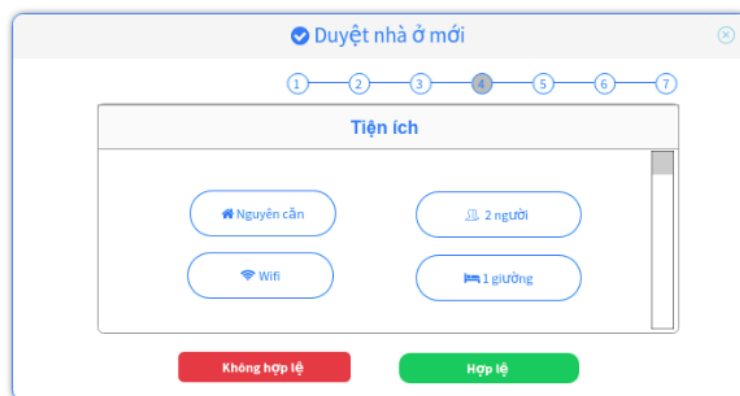 Duyệt nhà ở mới
1 2 3 4 5 6 7
Tiện ích
Nguyên căn 2 người
Wifi 1 giường
Không hợp lệ Hợp lệ